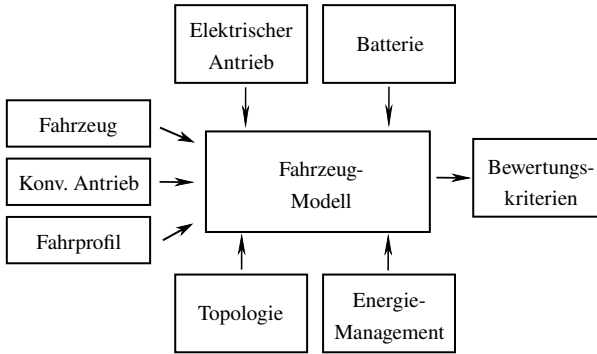 Elektrischer
Antrieb
Batterie
Fahrzeug
Konv. Antrieb
Fahrprofil
Fahrzeug-
Modell
Bewertungs-
kriterien
Topologie
Energie-
Management